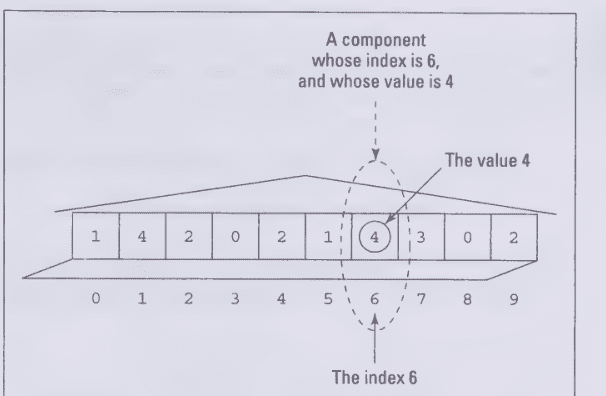 A component
whose index is 6,
and whose value is 4
The value 4
1 4 2 0 2 1 4 3 0 2
0 1 2 3 4 5 6 7 8 9
The index 6